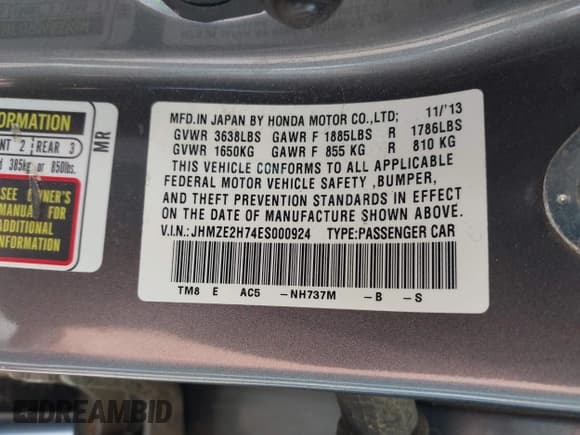 MFD.IN JAPAN BY HONDA MOTOR CO.,LTD; 11/'13
GVWR 3638LBS GAWR F 1885LBS R 1786LBS
GVWR 1650KG GAWR F 855 KG R 810 KG
THIS VEHICLE CONFORMS TO ALL APPLICABLE
FEDERAL MOTOR VEHICLE SAFETY ,BUMPER,
AND THEFT PREVENTION STANDARDS IN EFFECT
ON THE DATE OF MANUFACTURE SHOWN ABOVE.
V.I.N.: JHMZE2H74ES000924 TYPE:PASSENGER CAR
TM8 E AC5 -NH737M -B -S
MR
ORMATION
NT 2 REAR 3
385kg or 850lbs.
SEE OWNER'S
MANUAL FOR
ADDITIONAL
INFORMATION
DREAMBID